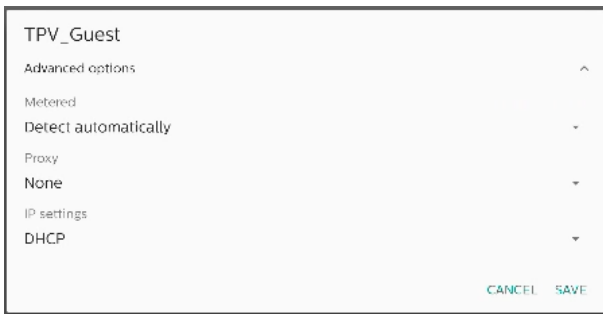 TPV_Guest
Advanced options
Metered
Detect automatically
Proxy
None
IP settings
DHCP
CANCEL SAVE